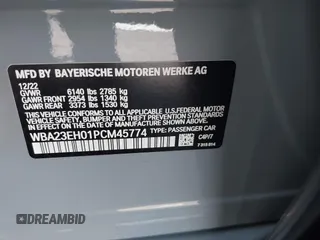 MFD BY BAYERISCHE MOTOREN WERKE AG
12/22
GVWR 6140 lbs 2785 kg
GAWR FRONT 2954 lbs 1340 kg
GAWR REAR 3373 lbs 1530 kg
THIS VEHICLE CONFORMS TO ALL APPLICABLE
U.S. FEDERAL MOTOR VEHICLE
SAFETY, BUMPER AND THEFT PREVENTION
STANDARDS IN EFFECT ON THE DATE OF
MANUFACTURE SHOWN ABOVE.
WBA23EH01PCM45774 TYPE: PASSENGER CAR
C4P/7
DREAMBID